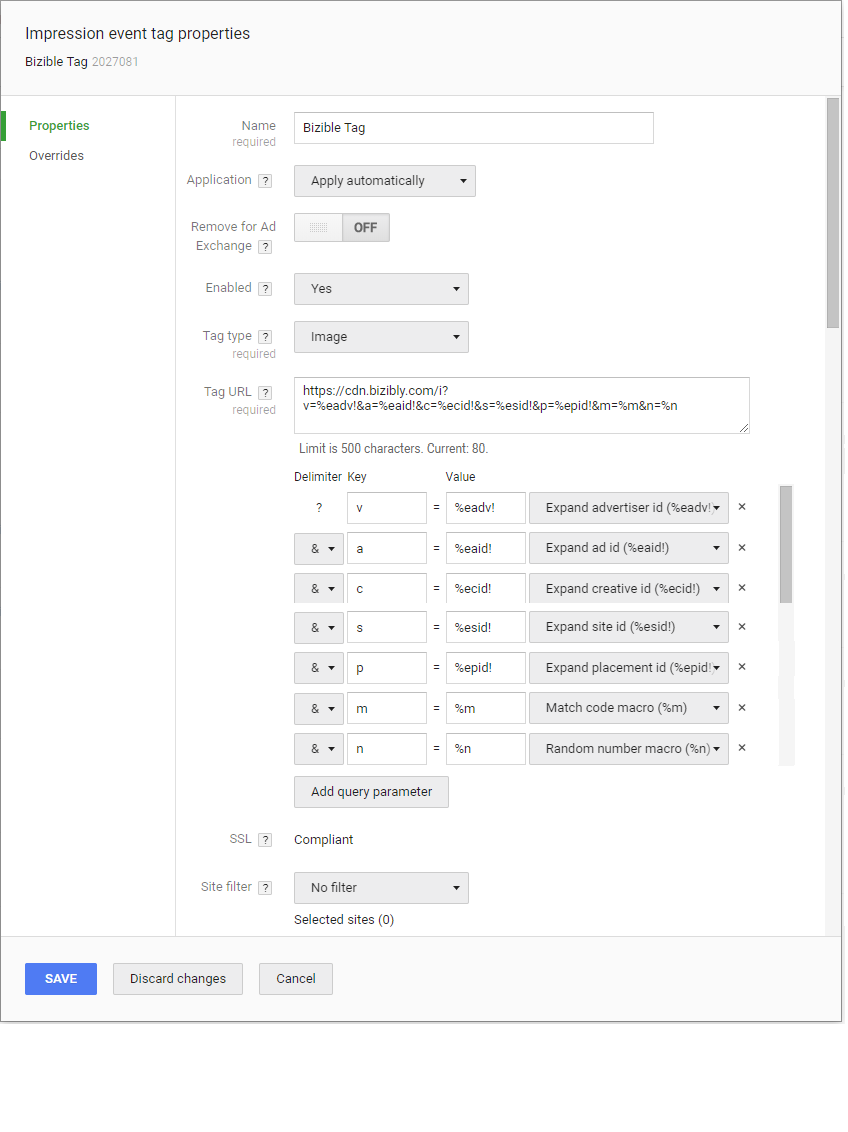 Impression event tag properties
Bizible Tag 2027081
Properties
Overrides
Name
required
Bizible Tag
Application ?
Apply automatically
Remove for Ad
Exchange ?
OFF
Enabled ?
Yes
Tag type ?
required
Image
Tag URL ?
required
https://cdn.bizibly.com/i?
v=%eadv!&a=%eaid!&c=%ecid!&s=%esid!&p=%epid!&m=%m&n=%n
Limit is 500 characters. Current: 80.
Delimiter Key Value
? v = %eadv! Expand advertiser id (%eadv!) ×
& a = %eaid! Expand ad id (%eaid!) ×
& c = %ecid! Expand creative id (%ecid!) ×
& s = %esid! Expand site id (%esid!) ×
& p = %epid! Expand placement id (%epid!) ×
& m = %m Match code macro (%m) ×
& n = %n Random number macro (%n) ×
Add query parameter
SSL ? Compliant
Site filter ? No filter
Selected sites (0)
SAVE Discard changes Cancel